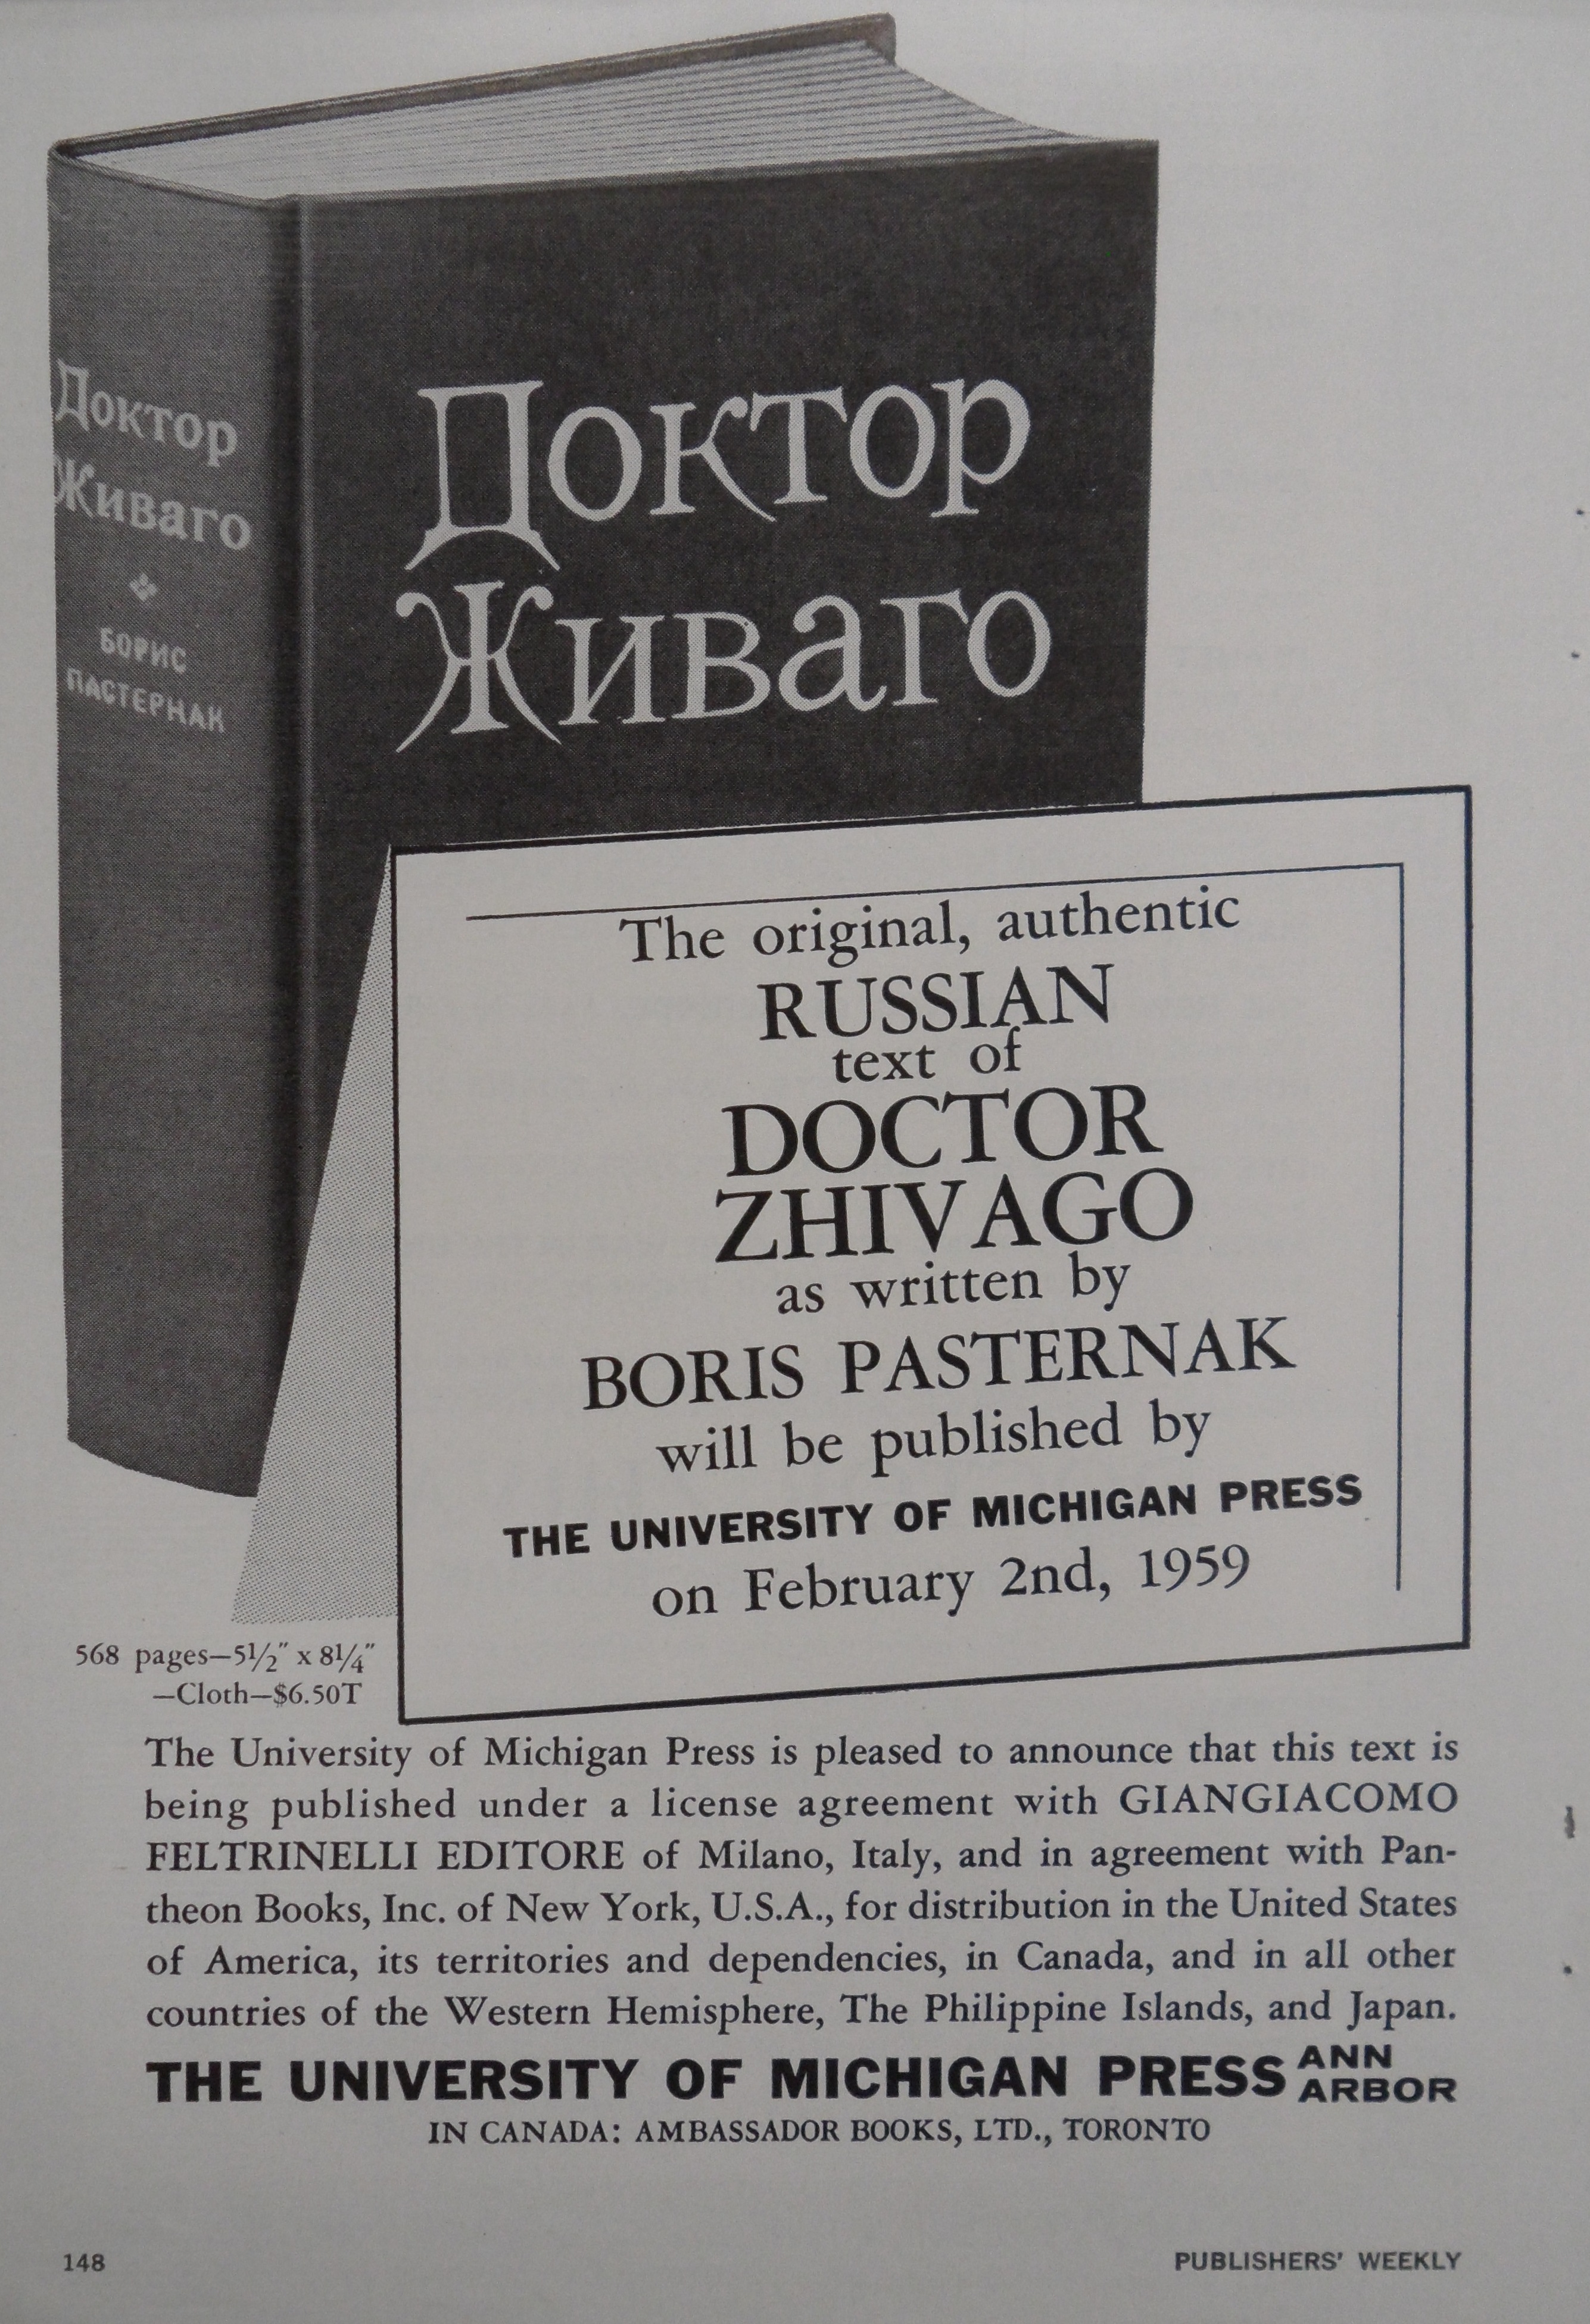 Доктор
Живаго
БОРИС
ПАСТЕРНАК
Доктор
Живаго
The original, authentic
RUSSIAN
text of
DOCTOR
ZHIVAGO
as written by
BORIS PASTERNAK
will be published by
THE UNIVERSITY OF MICHIGAN PRESS
on February 2nd, 1959
568 pages—5½" x 8¼"
—Cloth—$6.50T
The University of Michigan Press is pleased to announce that this text is
being published under a license agreement with GIANGIACOMO
FELTRINELLI EDITORE of Milano, Italy, and in agreement with Pan-
theon Books, Inc. of New York, U.S.A., for distribution in the United States
of America, its territories and dependencies, in Canada, and in all other
countries of the Western Hemisphere, The Philippine Islands, and Japan.
THE UNIVERSITY OF MICHIGAN PRESS ANN
ARBOR
IN CANADA: AMBASSADOR BOOKS, LTD., TORONTO
148
PUBLISHERS' WEEKLY